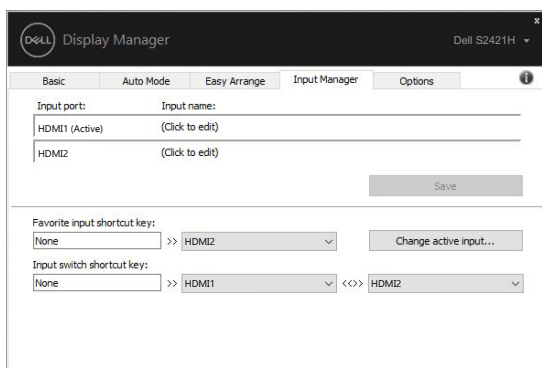 x
DELL Display Manager Dell S2421H
Basic Auto Mode Easy Arrange Input Manager Options i
Input port: Input name:
HDMI1 (Active) (Click to edit)
HDMI2 (Click to edit)
Save
Favorite input shortcut key:
None >> HDMI2 Change active input...
Input switch shortcut key:
None >> HDMI1 <<>> HDMI2